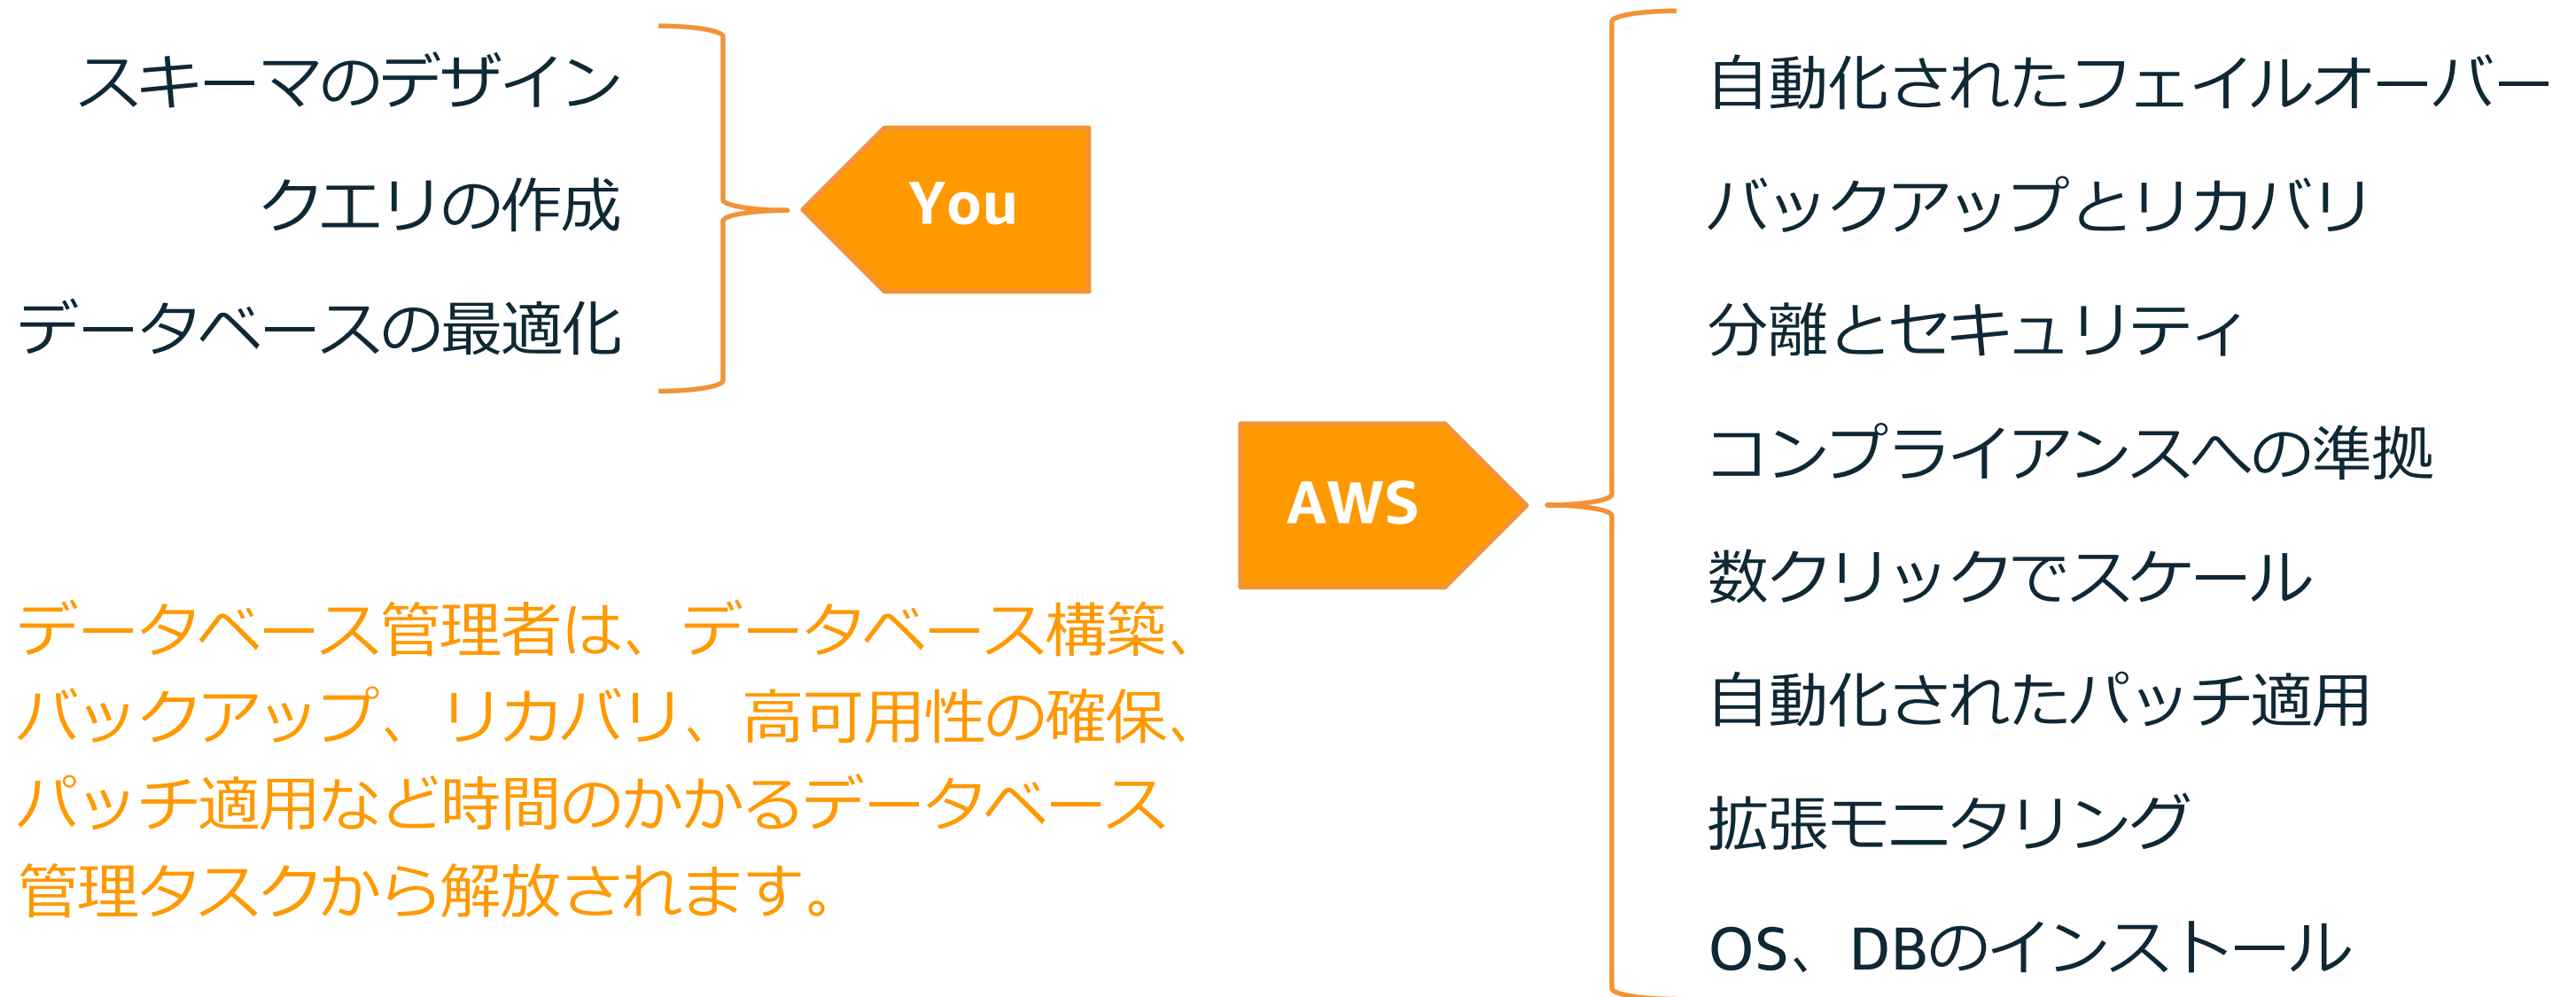 スキーマのデザイン
クエリの作成
データベースの最適化
You
データベース管理者は、データベース構築、
バックアップ、リカバリ、高可用性の確保、
パッチ適用など時間のかかるデータベース
管理タスクから解放されます。
AWS
自動化されたフェイルオーバー
バックアップとリカバリ
分離とセキュリティ
コンプライアンスへの準拠
数クリックでスケール
自動化されたパッチ適用
拡張モニタリング
OS、DBのインストール